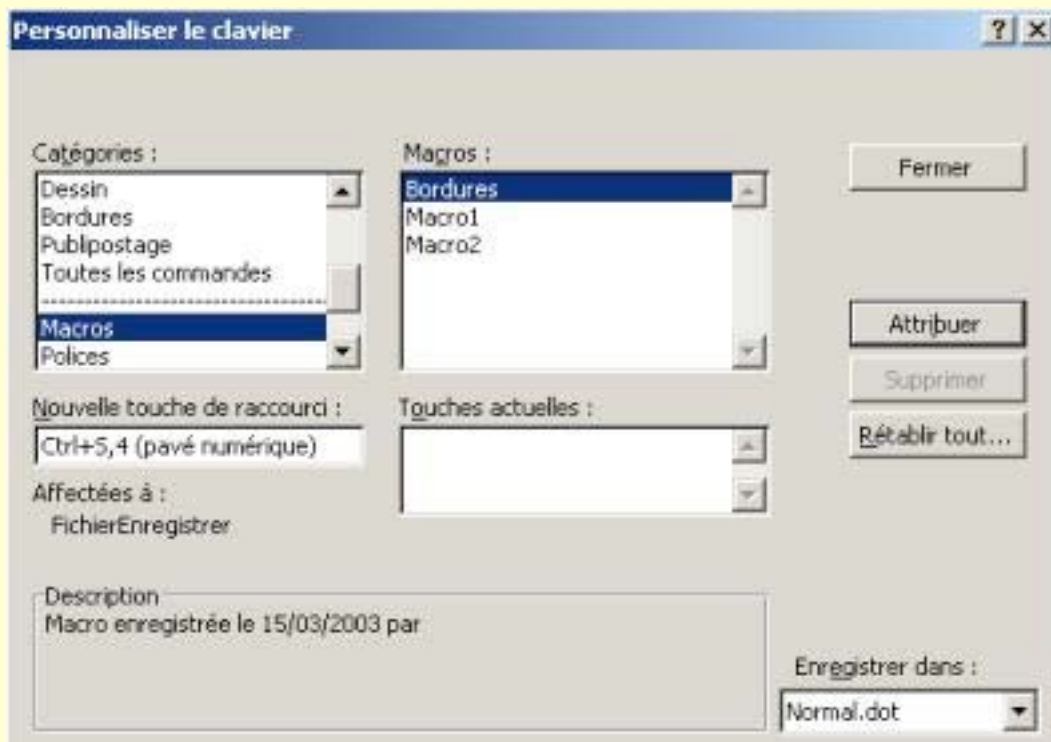 Personnaliser le clavier
Catégories :
Dessin
Bordures
Publipostage
Toutes les commandes
--------------------------------
Macros
Polices
Macros :
Bordures
Macro1
Macro2
Fermer
Attribuer
Supprimer
Rétablir tout...
Nouvelle touche de raccourci :
Ctrl+S,4 (pavé numérique)
Touches actuelles :
Affectées à :
FichierEnregistrer
Description
Macro enregistrée le 15/03/2003 par
Enregistrer dans :
Normal.dot